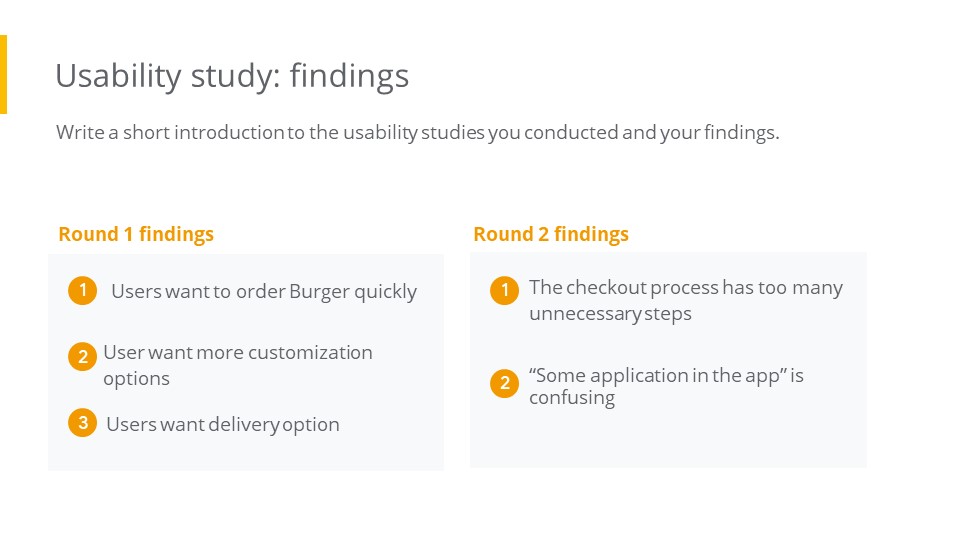 Usability study: findings
Write a short introduction to the usability studies you conducted and your findings.
Round 1 findings
1 Users want to order Burger quickly
2 User want more customization
options
3 Users want delivery option
Round 2 findings
1 The checkout process has too many
unnecessary steps
2 “Some application in the app” is
confusing